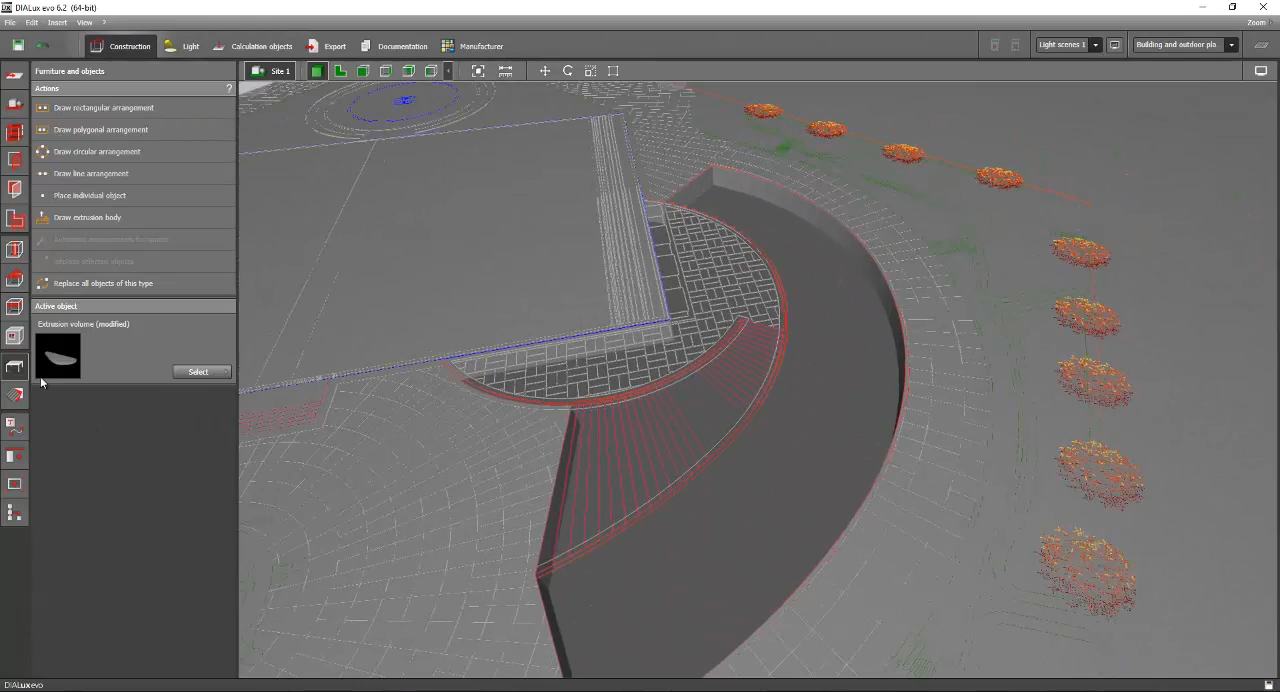 DX DIALux evo 6.2 (64-bit)
File Edit Insert View ? Zoom
Construction Light Calculation objects Export Documentation Manufacturer Light scenes 1 Building and outdoor pla
Furniture and objects Site 1
Actions ?
Draw rectangular arrangement
Draw polygonal arrangement
Draw circular arrangement
Draw line arrangement
Place individual object
Draw extrusion body
Replace all objects of this type
Active object
Extrusion volume (modified)
Select
T
DIALux evo